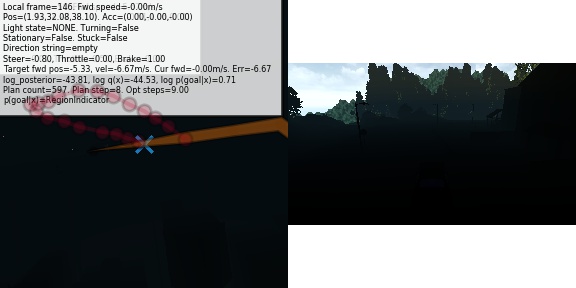 Local frame=146. Fwd speed=-0.00m/s
Pos=(1.93,32.08,38.10). Acc=(0.00,-0.00,-0.00)
Light state=NONE. Turning=False
Stationary=False. Stuck=False
Direction string=empty
Steer=-0.80, Throttle=0.00, Brake=1.00
Target fwd pos=-5.33, vel=-6.67m/s. Cur fwd=-0.00m/s. Err=-6.67
log_posterior=-43.81, log q(x)=-44.53, log p(goal|x)=0.71
Plan count=597, Plan step=8. Opt steps=9.00
p(goal|x)=RegionIndicator